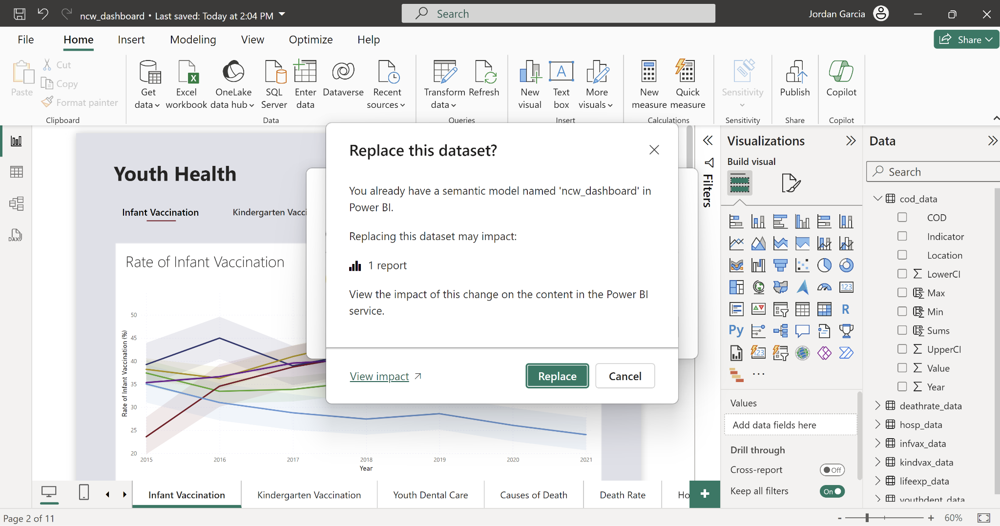 ncw_dashboard • Last saved: Today at 2:04 PM
Search
Jordan Garcia
File
Home
Insert
Modeling
View
Optimize
Help
Share
Paste
Cut
Copy
Format painter
Clipboard
Get data
Excel workbook
OneLake data hub
SQL Server
Enter data
Dataverse
Recent sources
Data
Transform data
Refresh
Queries
New visual
Text box
More visuals
Insert
New measure
Quick measure
Calculations
Sensitivity
Sensitivity
Publish
Share
Copilot
Copilot
Youth Health
Infant Vaccination
Kindergarten Vacci
Rate of Infant Vaccination
Rate of Infant Vaccination (%)
50
45
40
35
30
25
20
2015
2016
2017
2018
2019
2020
2021
Year
Replace this dataset?
You already have a semantic model named 'ncw_dashboard' in
Power BI.
Replacing this dataset may impact:
1 report
View the impact of this change on the content in the Power BI
service.
View impact
Replace
Cancel
Filters
Visualizations
Build visual
123
R
Py
123
Values
Add data fields here
Drill through
Cross-report
Off
Keep all filters
On
Data
Search
cod_data
COD
Indicator
Location
LowerCI
Max
Min
Sums
UpperCI
Value
Year
deathrate_data
hosp_data
infvax_data
kindvax_data
lifeexp_data
youthdent_data
DAX
Infant Vaccination
Kindergarten Vaccination
Youth Dental Care
Causes of Death
Death Rate
Ho
Page 2 of 11
- + 60%